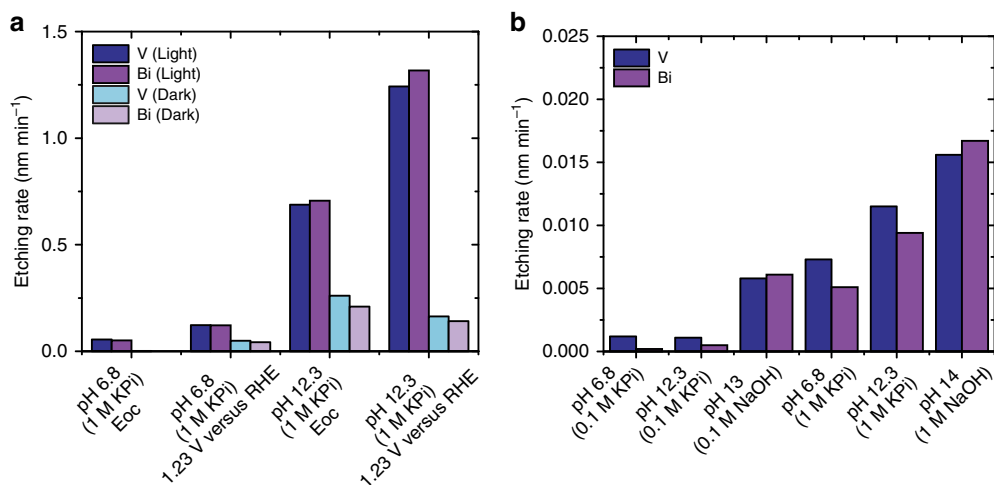 a
1.5
1.0
0.5
0.0
Etching rate (nm min⁻¹)
V (Light)
Bi (Light)
V (Dark)
Bi (Dark)
pH 6.8
(1 M KPi)
Eoc
pH 6.8
(1 M KPi)
1.23 V versus RHE
pH 12.3
(1 M KPi)
Eoc
pH 12.3
(1 M KPi)
1.23 V versus RHE
b
0.025
0.020
0.015
0.010
0.005
0.000
Etching rate (nm min⁻¹)
V
Bi
pH 6.8
(0.1 M KPi)
pH 12.3
(0.1 M KPi)
pH 13
(0.1 M NaOH)
pH 6.8
(1 M KPi)
pH 12.3
(1 M KPi)
pH 14
(1 M NaOH)